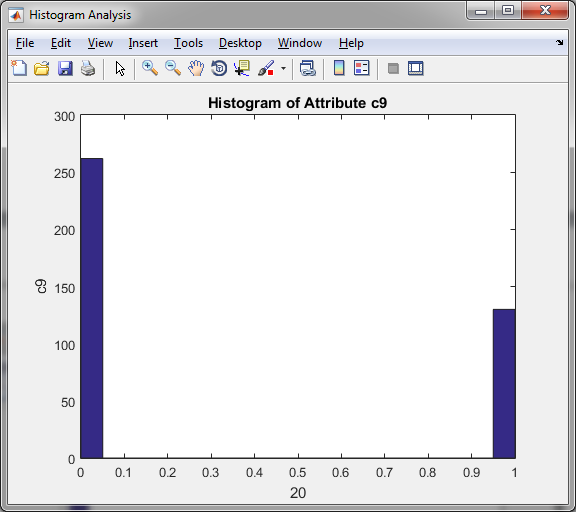 Histogram Analysis
File Edit View Insert Tools Desktop Window Help
Histogram of Attribute c9
300
250
200
150
100
50
0
c9
0 0.1 0.2 0.3 0.4 0.5 0.6 0.7 0.8 0.9 1
20